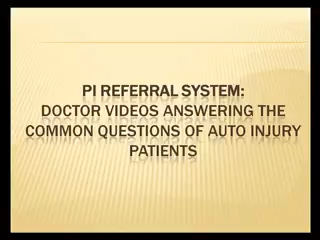 PI REFERRAL SYSTEM:
DOCTOR VIDEOS ANSWERING THE
COMMON QUESTIONS OF AUTO INJURY
PATIENTS